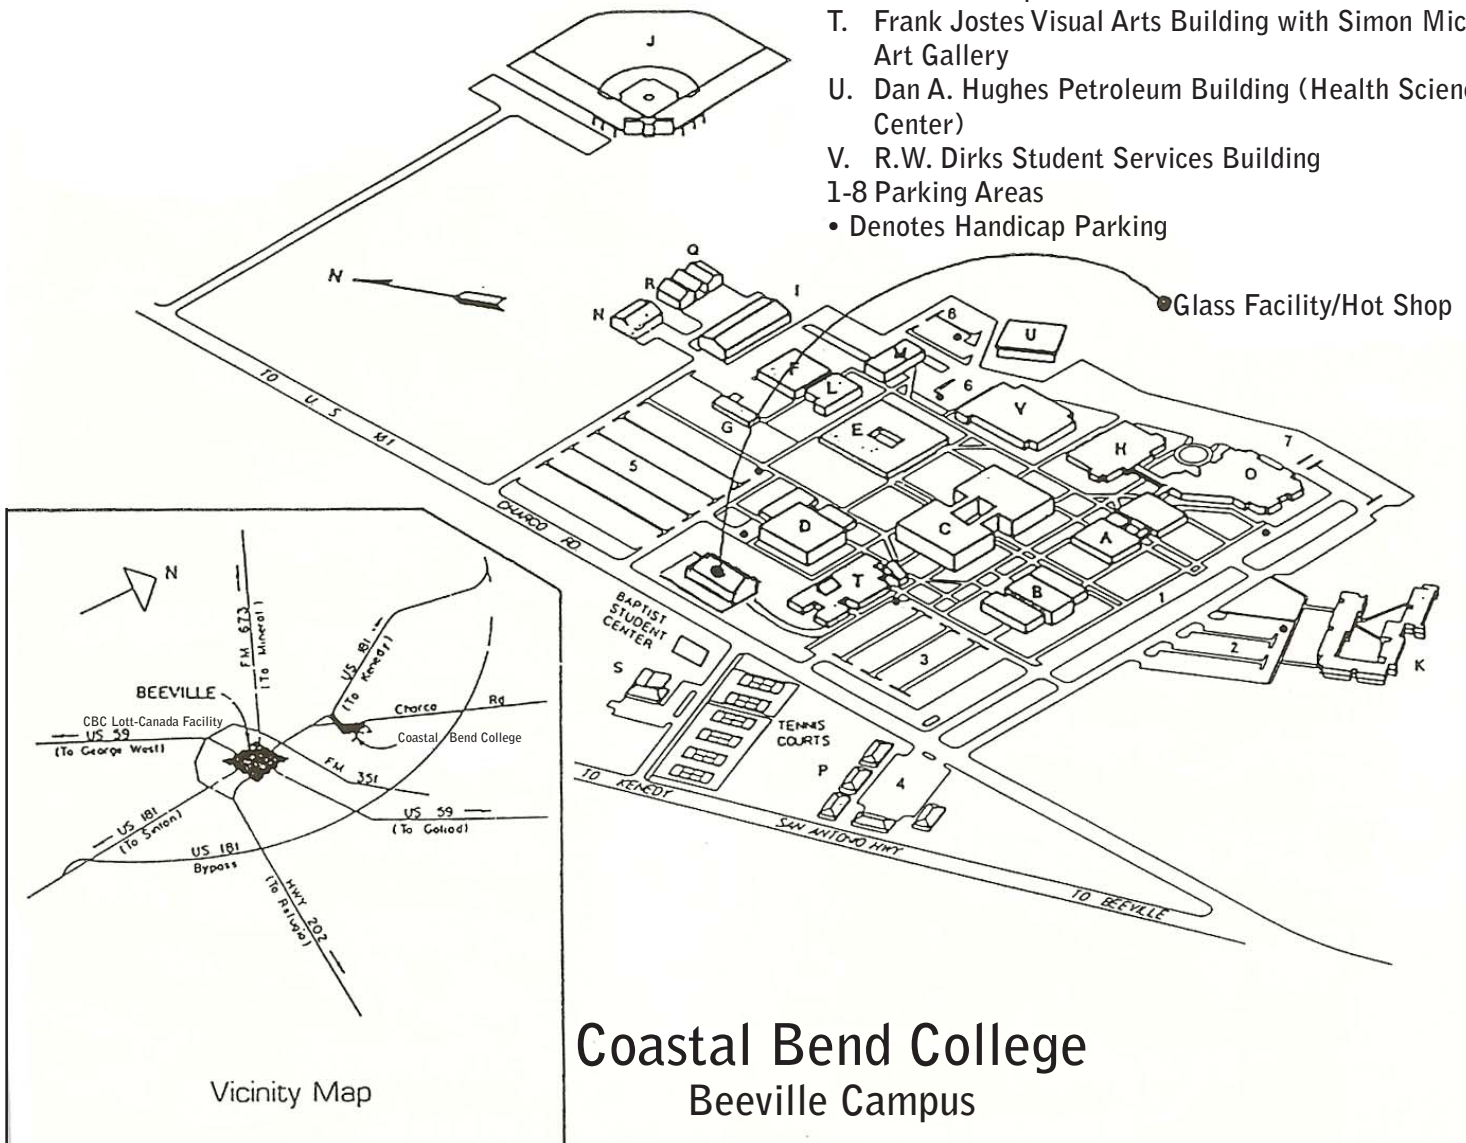 T. Frank Jostes Visual Arts Building with Simon Mic
Art Gallery
U. Dan A. Hughes Petroleum Building (Health Scien
Center)
V. R.W. Dirks Student Services Building
1-8 Parking Areas
• Denotes Handicap Parking
J
N
Q
R
N
I
Glass Facility/Hot Shop
8
U
F
L
6
V
G
E
H
7
O
5
TO U. S 181
CHARCO RD.
D
C
A
T
B
1
BAPTIST
STUDENT
CENTER
S
3
2
K
TENNIS
COURTS
P
4
TO KENEDY
SAN ANTONIO HWY
TO BEEVILLE
N
FM 673
(To Mineral)
US 181
(To Kenedy)
BEEVILLE
CBC Lott-Canada Facility
US 59
(To George West)
Charco Rd
Coastal Bend College
FM 351
US 59
(To Goliad)
US 181
(To Sinton)
US 181
Bypass
HWY 202
(To Refugio)
Vicinity Map
Coastal Bend College
Beeville Campus